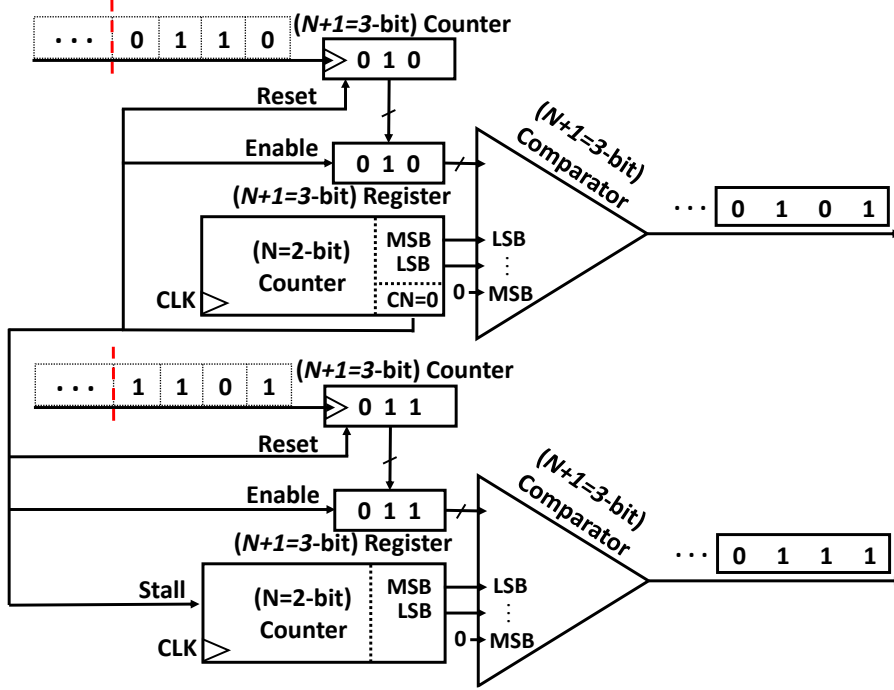 · · · 0 1 1 0
(N+1=3-bit) Counter
0 1 0
Reset
Enable
0 1 0
(N+1=3-bit) Register
(N+1=3-bit)
Comparator
(N=2-bit)
Counter
MSB
LSB
CN=0
CLK
LSB
⋮
0
MSB
· · · 0 1 0 1
· · · 1 1 0 1
(N+1=3-bit) Counter
0 1 1
Reset
Enable
0 1 1
(N+1=3-bit) Register
(N+1=3-bit)
Comparator
Stall
(N=2-bit)
Counter
MSB
LSB
CLK
LSB
⋮
0
MSB
· · · 0 1 1 1